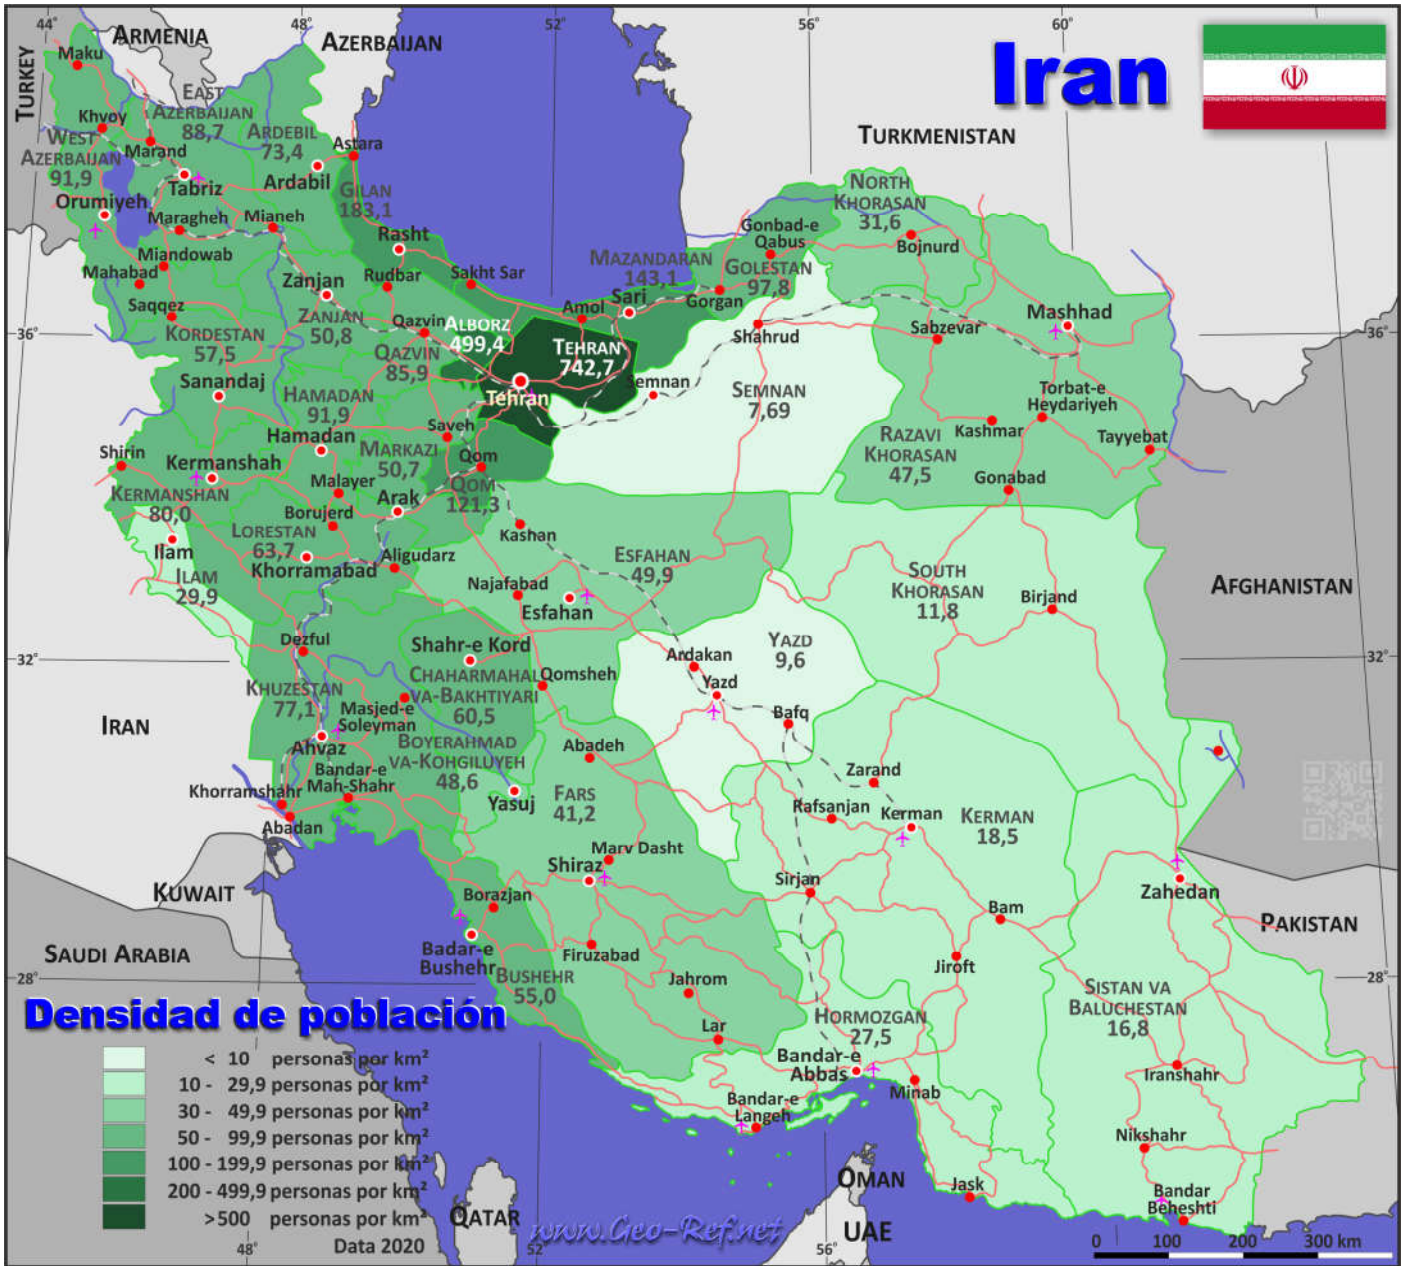 44°
48°
52°
56°
60°
ARMENIA
AZERBAIJAN
TURKEY
Iran
TURKMENISTAN
Maku
Khvoy
EAST
AZERBAIJAN
88,7
WEST
AZERBAIJAN
91,9
Marand
ARDEBIL
73,4
Astara
Tabriz
Ardabil
GILAN
183,1
Orumiyeh
Maragheh
Mianeh
Rasht
Miandowab
Mahabad
Saqqez
Zanjan
Rudbar
Sakht Sar
MAZANDARAN
143,1
Sari
Amol
Gorgan
Gonbad-e
Qabus
GOLESTAN
97,8
NORTH
KHORASAN
31,6
Bojnurd
36°
36°
KORDESTAN
57,5
ZANJAN
50,8
Qazvin
ALBORZ
499,4
QAZVIN
85,9
TEHRAN
742,7
Tehran
Semnan
Shahrud
Sabzevar
Mashhad
Sanandaj
HAMADAN
91,9
SEMNAN
7,69
Torbat-e
Heydariyeh
Kashmar
Tayyebat
RAZAVI
KHORASAN
47,5
Gonabad
Shirin
Hamadan
Saveh
MARKAZI
50,7
Qom
QOM
121,3
Kermanshah
KERMANSHAN
80,0
Malayer
Arak
Borujerd
Kashan
Ilam
ILAM
29,9
LORESTAN
63,7
Khorramabad
Aligudarz
ESFAHAN
49,9
Najafabad
Esfahan
SOUTH
KHORASAN
11,8
Birjand
AFGHANISTAN
32°
32°
Dezful
Shahr-e Kord
CHAHARMAHAL
VA-BAKHTIYARI
60,5
Qomsheh
Ardakan
YAZD
9,6
Yazd
Bafq
IRAN
KHUZESTAN
77,1
Masjed-e
Soleyman
Ahvaz
BOYERAHMAD
VA-KOHGILUYEH
48,6
Abadeh
Bandar-e
Mah-Shahr
Khorramshahr
Abadan
Yasuj
FARS
41,2
Zarand
Rafsanjan
Kerman
KERMAN
18,5
Marv Dasht
Shiraz
Sirjan
Bam
Zahedan
PAKISTAN
KUWAIT
SAUDI ARABIA
Borazjan
Badar-e
Bushehr
BUSHEHR
55,0
Firuzabad
Jahrom
Jiroft
28°
28°
SISTAN VA
BALUCHESTAN
16,8
HORMOZGAN
27,5
Lar
Bandar-e
Abbas
Minab
Iranshahr
Bandar-e
Langeh
Nikshahr
Jask
Bandar
Beheshti
OMAN
UAE
QATAR
Densidad de población
< 10 personas por km²
10 - 29,9 personas por km²
30 - 49,9 personas por km²
50 - 99,9 personas por km²
100 - 199,9 personas por km²
200 - 499,9 personas por km²
>500 personas por km²
Data 2020
www.Geo-Ref.net
0 100 200 300 km
48°
52°
56°